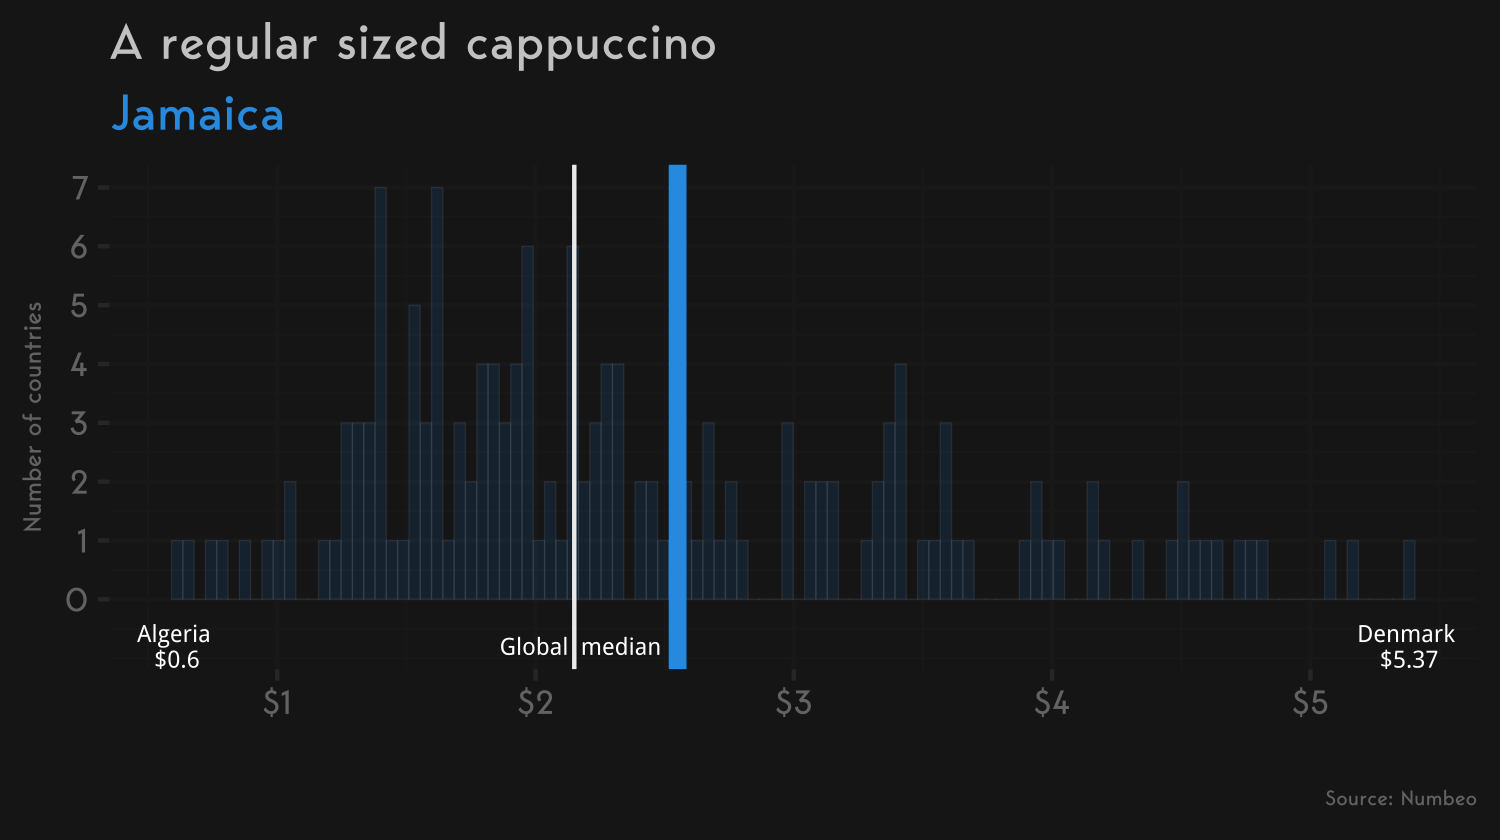 A regular sized cappuccino
Jamaica
Number of countries
7
6
5
4
3
2
1
0
Algeria
$0.6
Global median
Denmark
$5.37
$1 $2 $3 $4 $5
Source: Numbeo